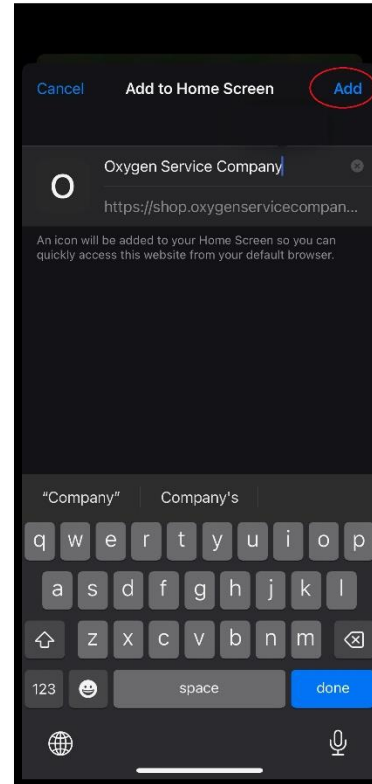 Cancel Add to Home Screen Add
Oxygen Service Company
O
https://shop.oxygenservicecompan...
An icon will be added to your Home Screen so you can
quickly access this website from your default browser.
“Company” Company's
q w e r t y u i o p
a s d f g h j k l
z x c v b n m
123 space done